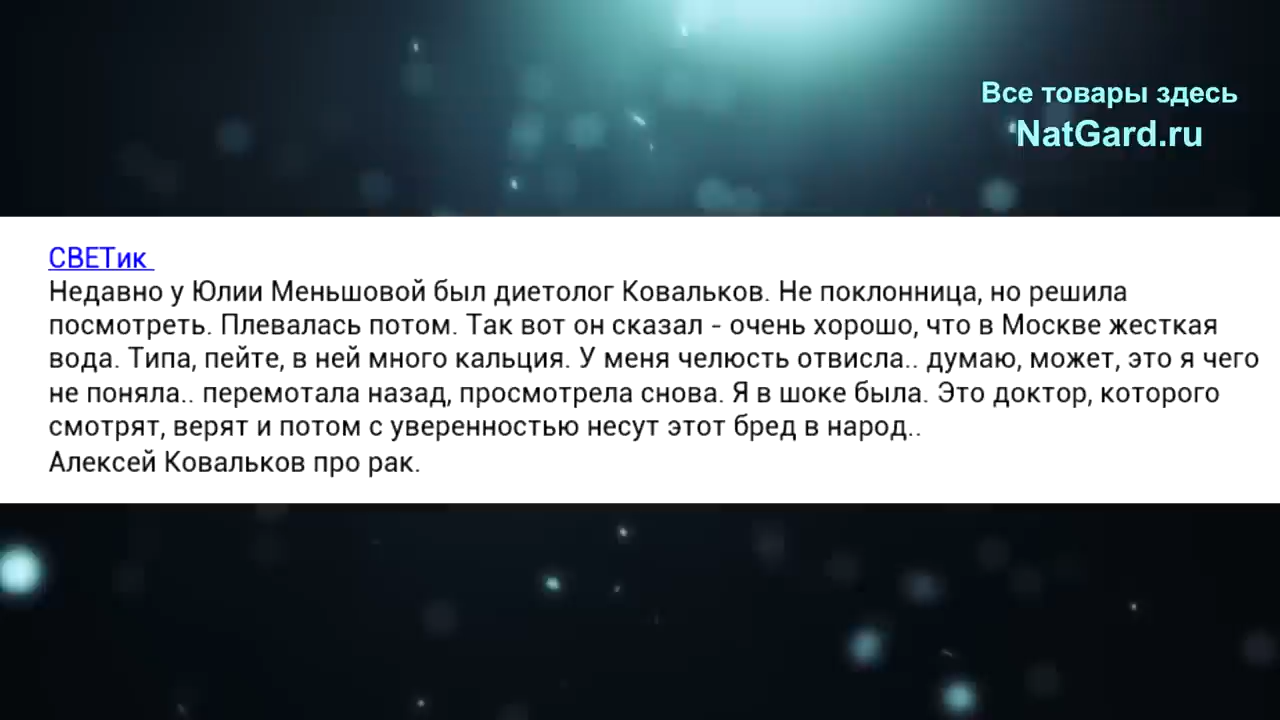 Все товары здесь
NatGard.ru
СВЕТик
Недавно у Юлии Меньшовой был диетолог Ковальков. Не поклонница, но решила
посмотреть. Плевалась потом. Так вот он сказал - очень хорошо, что в Москве жесткая
вода. Типа, пейте, в ней много кальция. У меня челюсть отвисла.. думаю, может, это я чего
не поняла.. перемотала назад, просмотрела снова. Я в шоке была. Это доктор, которого
смотрят, верят и потом с уверенностью несут этот бред в народ..
Алексей Ковальков про рак.